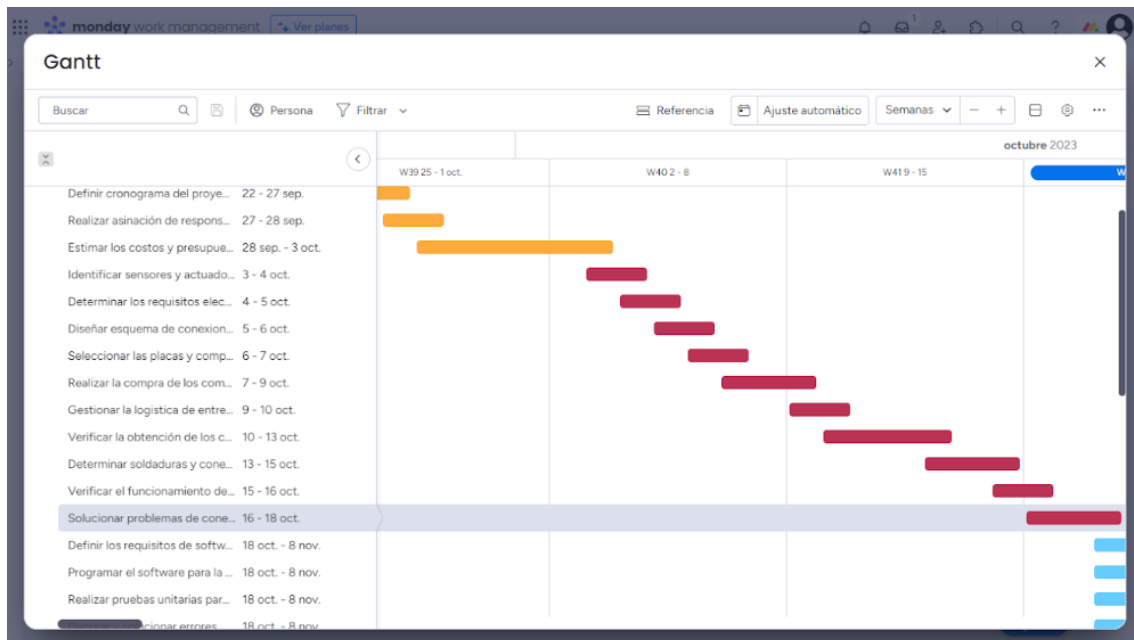 monday work management Ver planes 1 ?
Gantt
Buscar Persona Filtrar Referencia Ajuste automático Semanas
octubre 2023
W39 25 - 1 oct. W40 2 - 8 W41 9 - 15 W
Definir cronograma del proye... 22 - 27 sep.
Realizar asinación de respons... 27 - 28 sep.
Estimar los costos y presupue... 28 sep. - 3 oct.
Identificar sensores y actuado... 3 - 4 oct.
Determinar los requisitos elec... 4 - 5 oct.
Diseñar esquema de conexion... 5 - 6 oct.
Seleccionar las placas y comp... 6 - 7 oct.
Realizar la compra de los com... 7 - 9 oct.
Gestionar la logistica de entre... 9 - 10 oct.
Verificar la obtención de los c... 10 - 13 oct.
Determinar soldaduras y cone... 13 - 15 oct.
Verificar el funcionamiento de... 15 - 16 oct.
Solucionar problemas de cone... 16 - 18 oct.
Definir los requisitos de softw... 18 oct. - 8 nov.
Programar el software para la ... 18 oct. - 8 nov.
Realizar pruebas unitarias par... 18 oct. - 8 nov.
errores 18 oct. - 8 nov.